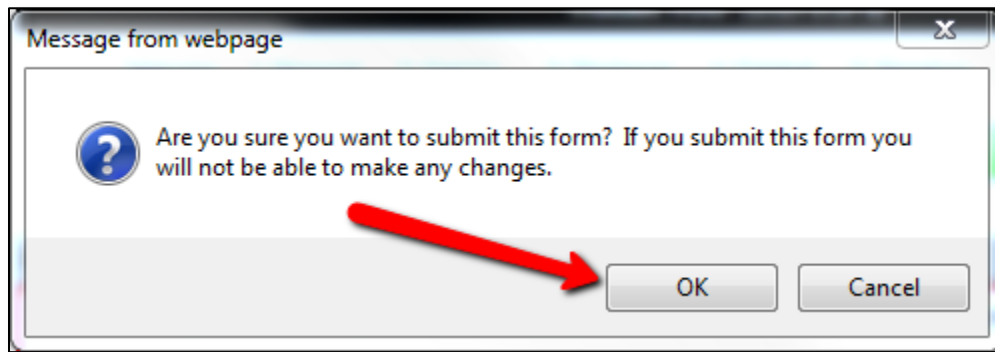 Message from webpage
Are you sure you want to submit this form?  If you submit this form you
will not be able to make any changes.
OK
Cancel